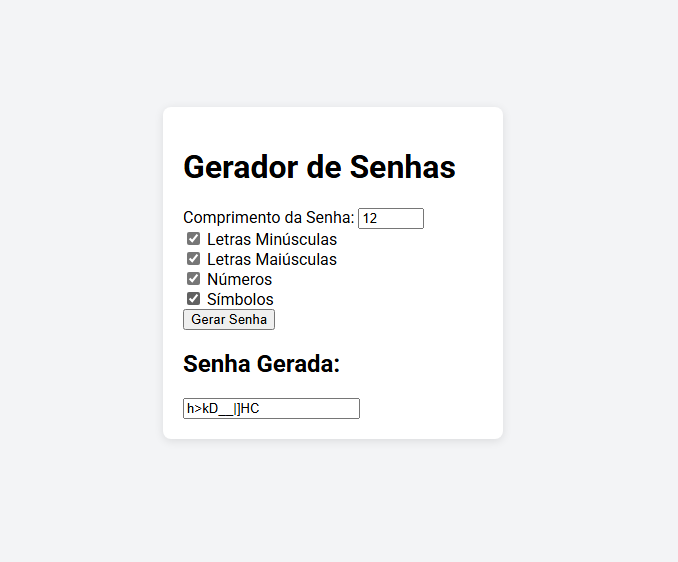 Gerador de Senhas
Comprimento da Senha: 12
Letras Minúsculas
Letras Maiúsculas
Números
Símbolos
Gerar Senha
Senha Gerada:
h>kD__|]HC